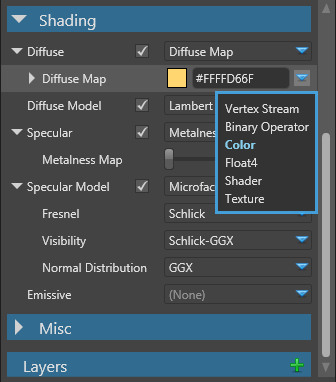 Shading
Diffuse Diffuse Map
Diffuse Map #FFFFD66F
Diffuse Model Lambert
Vertex Stream
Binary Operator
Color
Float4
Shader
Texture
Specular Metalnes
Metalness Map
Specular Model Microfac
Fresnel Schlick
Visibility Schlick-GGX
Normal Distribution GGX
Emissive (None)
Misc
Layers